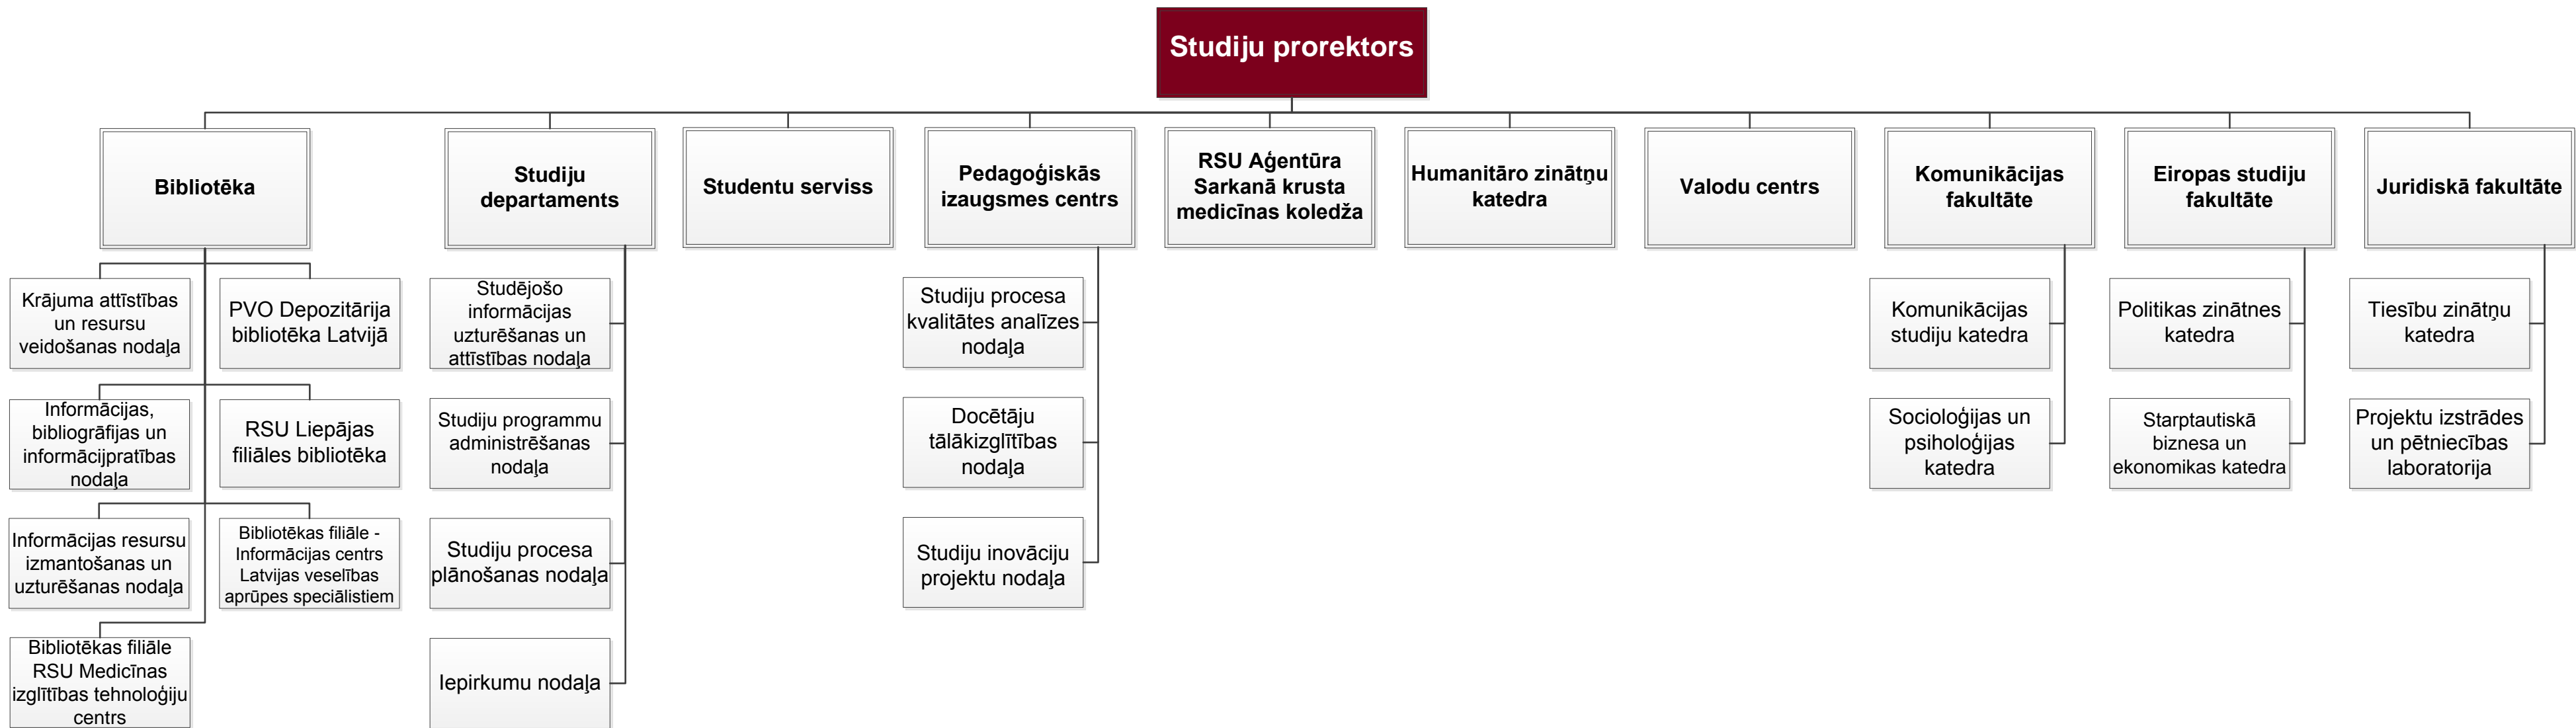 Studiju prorektors
Bibliotēka
Studiju
departaments
Studentu serviss
Pedagoģiskās
izaugsmes centrs
RSU Aģentūra
Sarkanā krusta
medicīnas koledža
Humanitāro zinātņu
katedra
Valodu centrs
Komunikācijas
fakultāte
Eiropas studiju
fakultāte
Juridiskā fakultāte
Krājuma attīstības
un resursu
veidošanas nodaļa
PVO Depozitārija
bibliotēka Latvijā
Informācijas,
bibliogrāfijas un
informācijpratības
nodaļa
RSU Liepājas
filiāles bibliotēka
Informācijas resursu
izmantošanas un
uzturēšanas nodaļa
Bibliotēkas filiāle -
Informācijas centrs
Latvijas veselības
aprūpes speciālistiem
Bibliotēkas filiāle
RSU Medicīnas
izglītības tehnoloģiju
centrs
Studējošo
informācijas
uzturēšanas un
attīstības nodaļa
Studiju programmu
administrēšanas
nodaļa
Studiju procesa
plānošanas nodaļa
Iepirkumu nodaļa
Studiju procesa
kvalitātes analīzes
nodaļa
Docētāju
tālākizglītības
nodaļa
Studiju inovāciju
projektu nodaļa
Komunikācijas
studiju katedra
Socioloģijas un
psiholoģijas
katedra
Politikas zinātnes
katedra
Starptautiskā
biznesa un
ekonomikas katedra
Tiesību zinātņu
katedra
Projektu izstrādes
un pētniecības
laboratorija